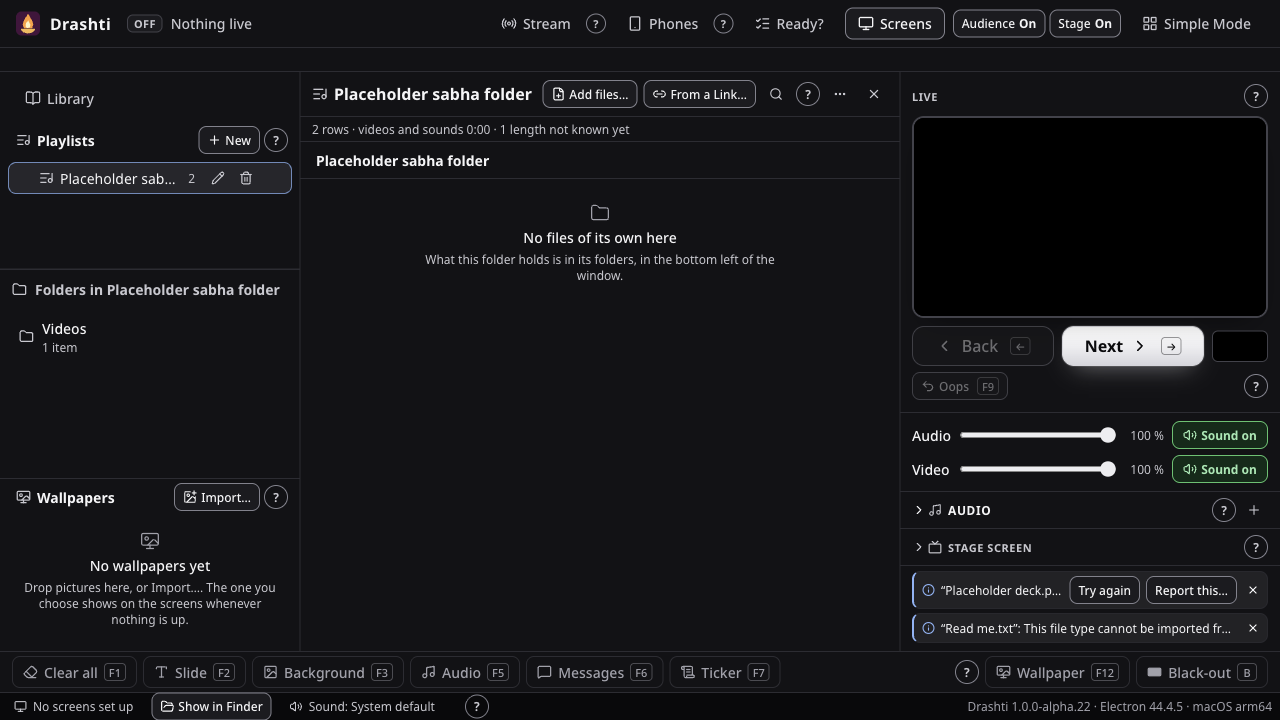 Drashti
OFF
Nothing live
Stream
?
Phones
?
Ready?
Screens
Audience On
Stage On
Simple Mode
Library
Playlists
New
?
Placeholder sab...
2
Folders in Placeholder sabha folder
Videos
1 item
Wallpapers
Import...
?
No wallpapers yet
Drop pictures here, or Import.... The one you
choose shows on the screens whenever
nothing is up.
Placeholder sabha folder
Add files...
From a Link...
?
2 rows · videos and sounds 0:00 · 1 length not known yet
Placeholder sabha folder
No files of its own here
What this folder holds is in its folders, in the bottom left of the
window.
LIVE
?
Back
Next
Oops F9
?
Audio
100 %
Sound on
Video
100 %
Sound on
AUDIO
?
STAGE SCREEN
?
“Placeholder deck.p...
Try again
Report this...
“Read me.txt”: This file type cannot be imported fr...
Clear all F1
Slide F2
Background F3
Audio F5
Messages F6
Ticker F7
?
Wallpaper F12
Black-out B
No screens set up
Show in Finder
Sound: System default
?
Drashti 1.0.0-alpha.22 · Electron 44.4.5 · macOS arm64